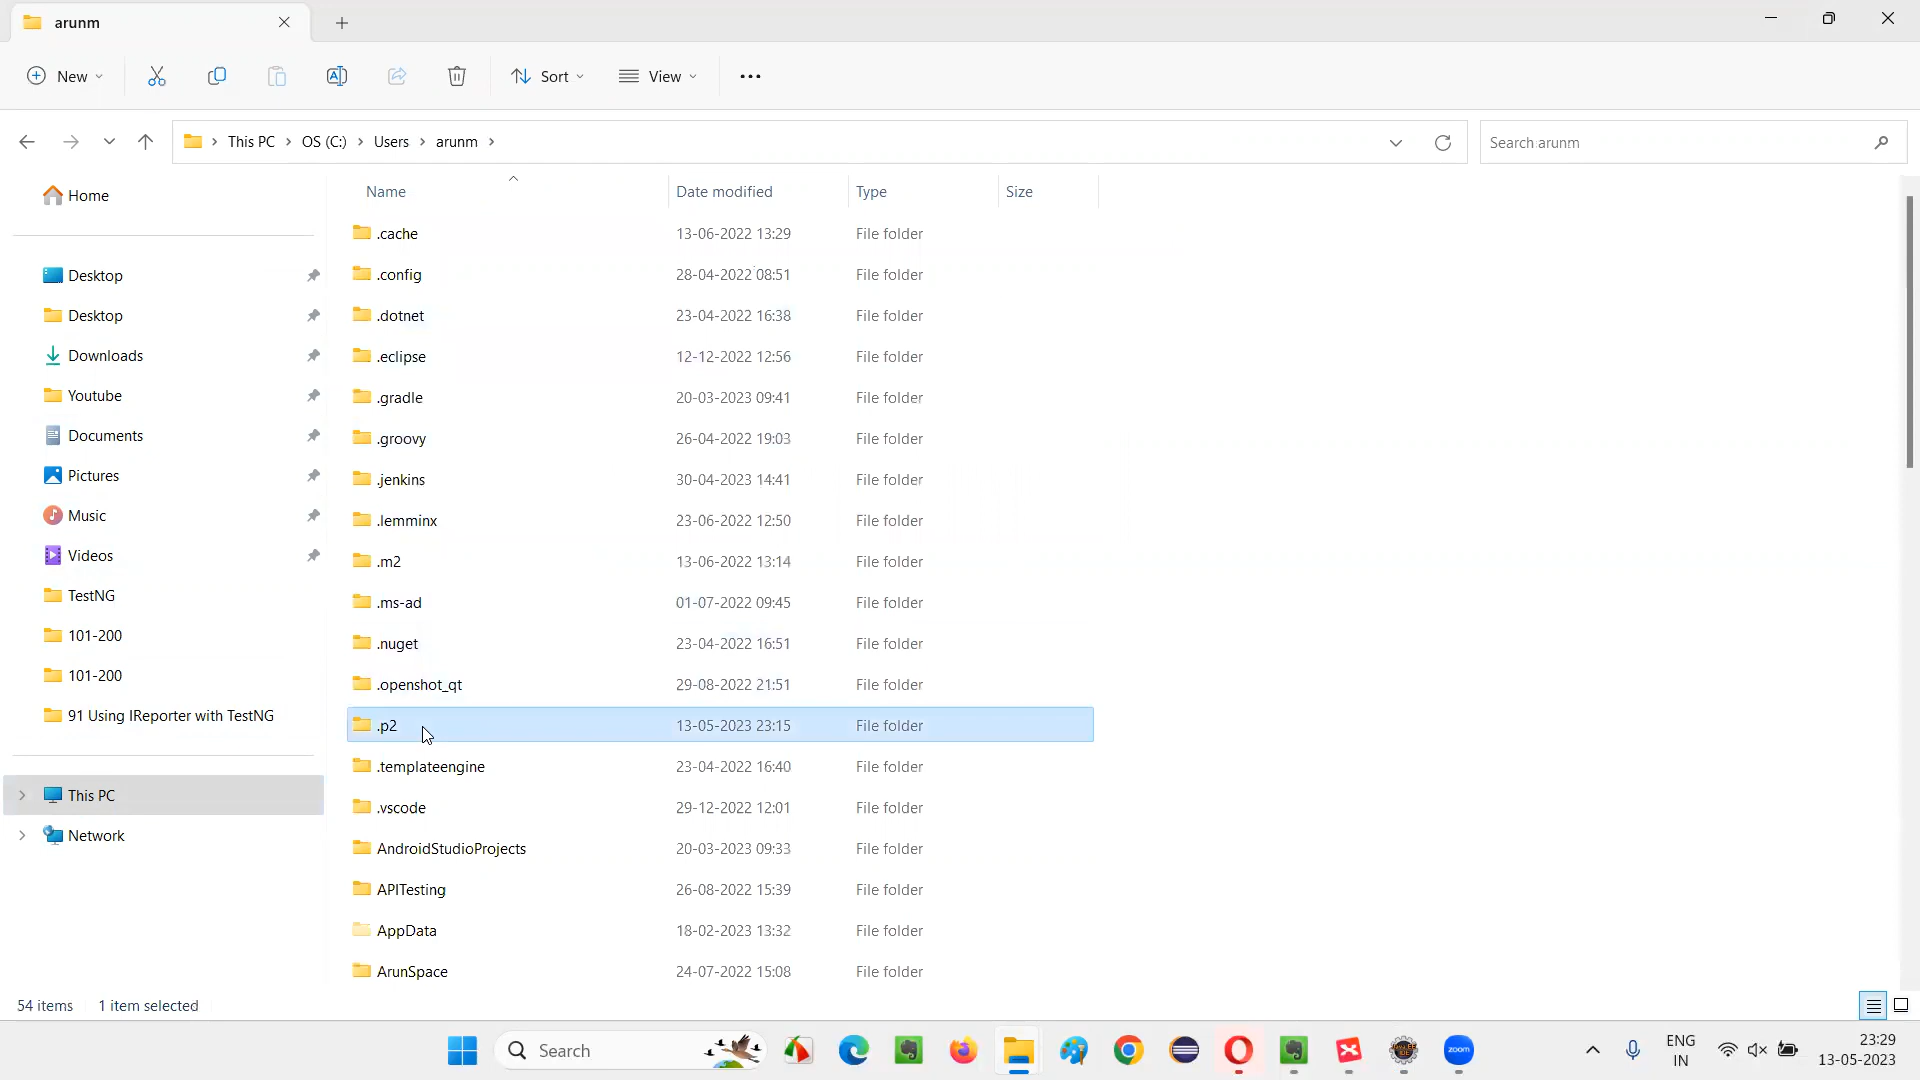 arunm
New
Sort
View
This PC > OS (C:) > Users > arunm >
Search arunm
Home
Desktop
Desktop
Downloads
Youtube
Documents
Pictures
Music
Videos
TestNG
101-200
101-200
91 Using IReporter with TestNG
This PC
Network
Name Date modified Type Size
.cache 13-06-2022 13:29 File folder
.config 28-04-2022 08:51 File folder
.dotnet 23-04-2022 16:38 File folder
.eclipse 12-12-2022 12:56 File folder
.gradle 20-03-2023 09:41 File folder
.groovy 26-04-2022 19:03 File folder
.jenkins 30-04-2023 14:41 File folder
.lemminx 23-06-2022 12:50 File folder
.m2 13-06-2022 13:14 File folder
.ms-ad 01-07-2022 09:45 File folder
.nuget 23-04-2022 16:51 File folder
.openshot_qt 29-08-2022 21:51 File folder
.p2 13-05-2023 23:15 File folder
.templateengine 23-04-2022 16:40 File folder
.vscode 29-12-2022 12:01 File folder
AndroidStudioProjects 20-03-2023 09:33 File folder
APITesting 26-08-2022 15:39 File folder
AppData 18-02-2023 13:32 File folder
ArunSpace 24-07-2022 15:08 File folder
54 items 1 item selected
Search
zoom
ENG
IN
23:29
13-05-2023